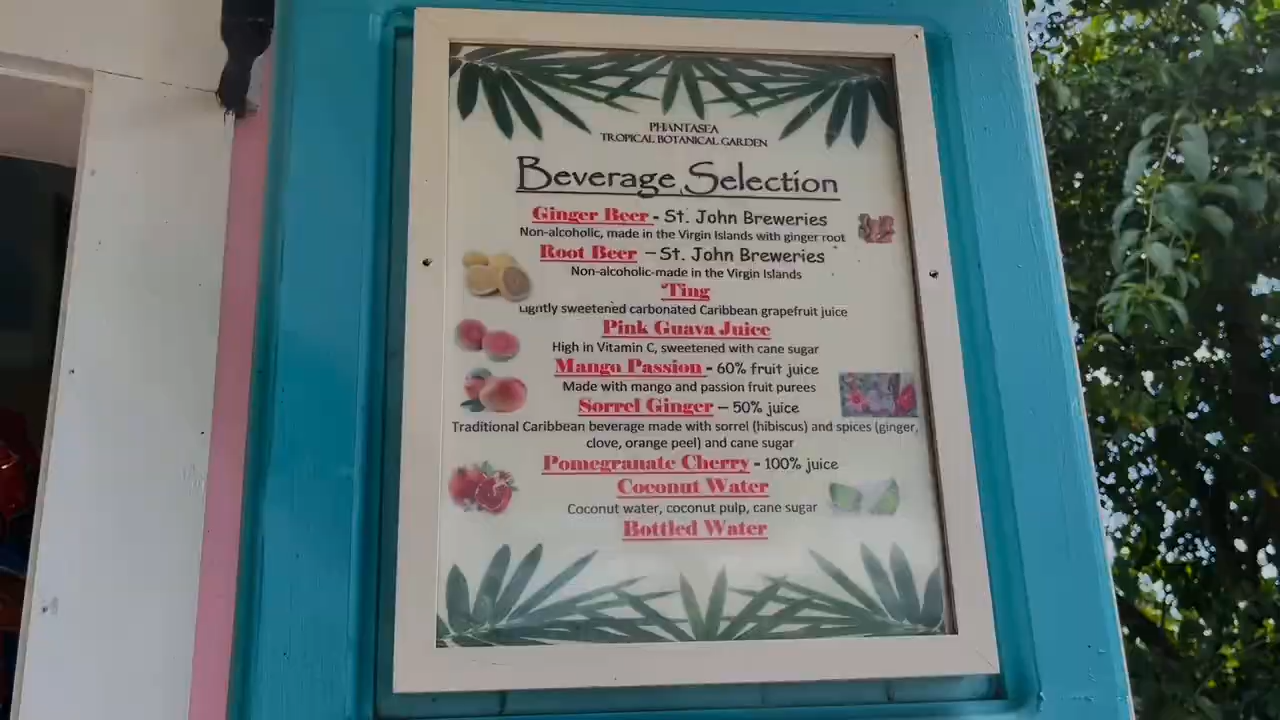 PHANTASEA
TROPICAL BOTANICAL GARDEN
Beverage Selection
Ginger Beer - St. John Breweries
Non-alcoholic, made in the Virgin Islands with ginger root
Root Beer – St. John Breweries
Non-alcoholic-made in the Virgin Islands
Ting
Lightly sweetened carbonated Caribbean grapefruit juice
Pink Guava Juice
High in Vitamin C, sweetened with cane sugar
Mango Passion - 60% fruit juice
Made with mango and passion fruit purees
Sorrel Ginger – 50% juice
Traditional Caribbean beverage made with sorrel (hibiscus) and spices (ginger,
clove, orange peel) and cane sugar
Pomegranate Cherry - 100% juice
Coconut Water
Coconut water, coconut pulp, cane sugar
Bottled Water